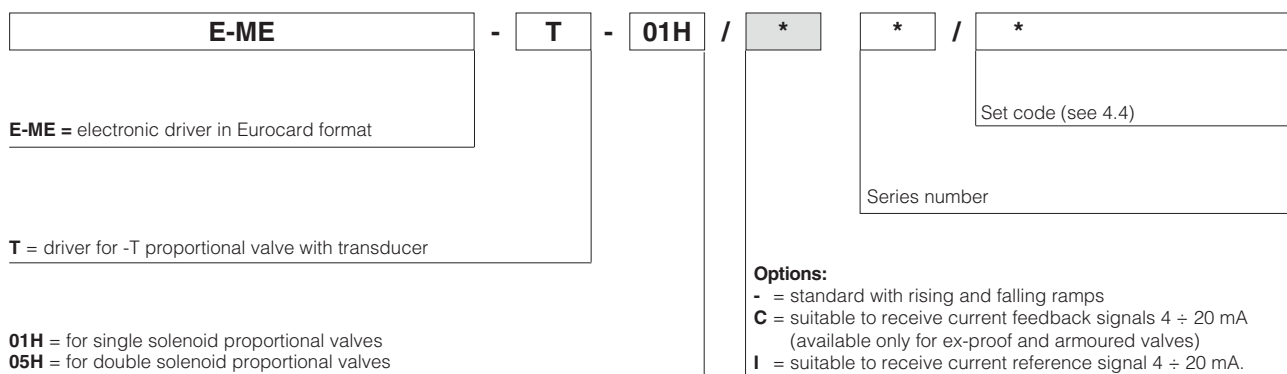 E-ME - T - 01H / * * / *
Set code (see 4.4)
E-ME = electronic driver in Eurocard format
Series number
T = driver for -T proportional valve with transducer
Options:
- = standard with rising and falling ramps
C = suitable to receive current feedback signals 4 ÷ 20 mA
(available only for ex-proof and armoured valves)
I = suitable to receive current reference signal 4 ÷ 20 mA.
01H = for single solenoid proportional valves
05H = for double solenoid proportional valves